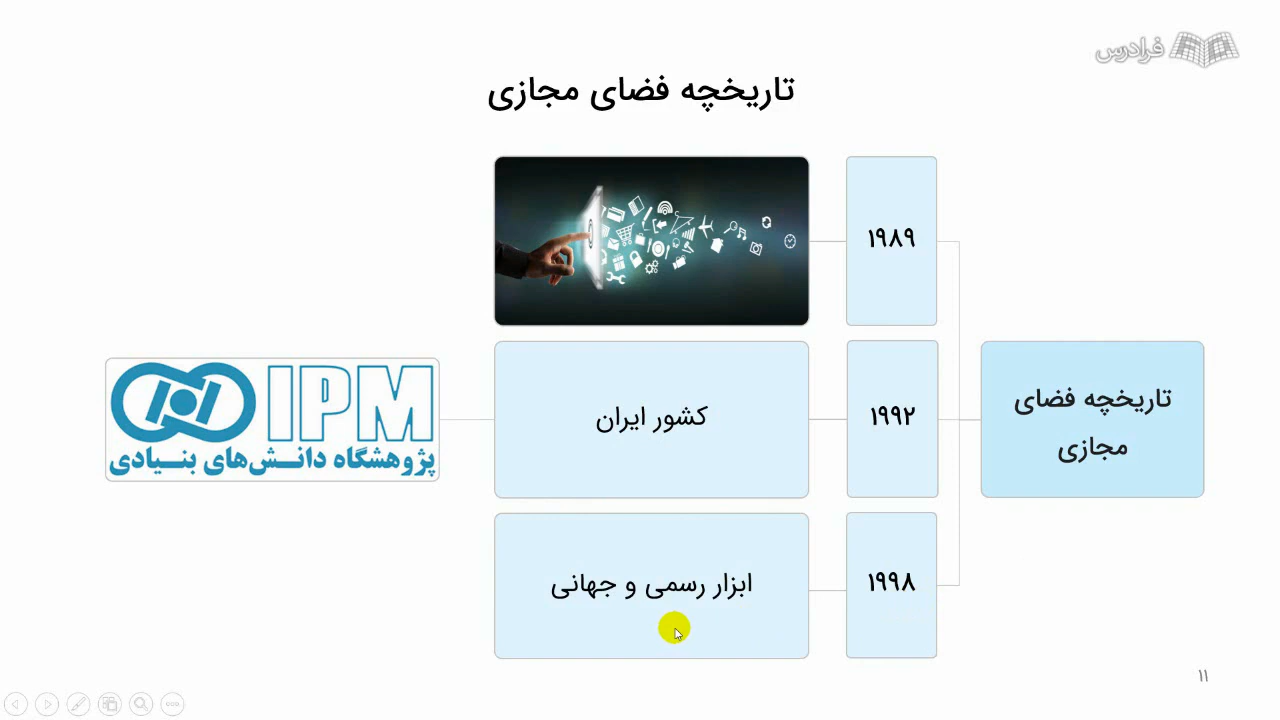 فرادرس
تاریخچه فضای مجازی
۱۹۸۹
تاریخچه فضای
مجازی
۱۹۹۲
کشور ایران
IPM
پژوهشگاه دانش‌های بنیادی
۱۹۹۸
ابزار رسمی و جهانی
۱۱